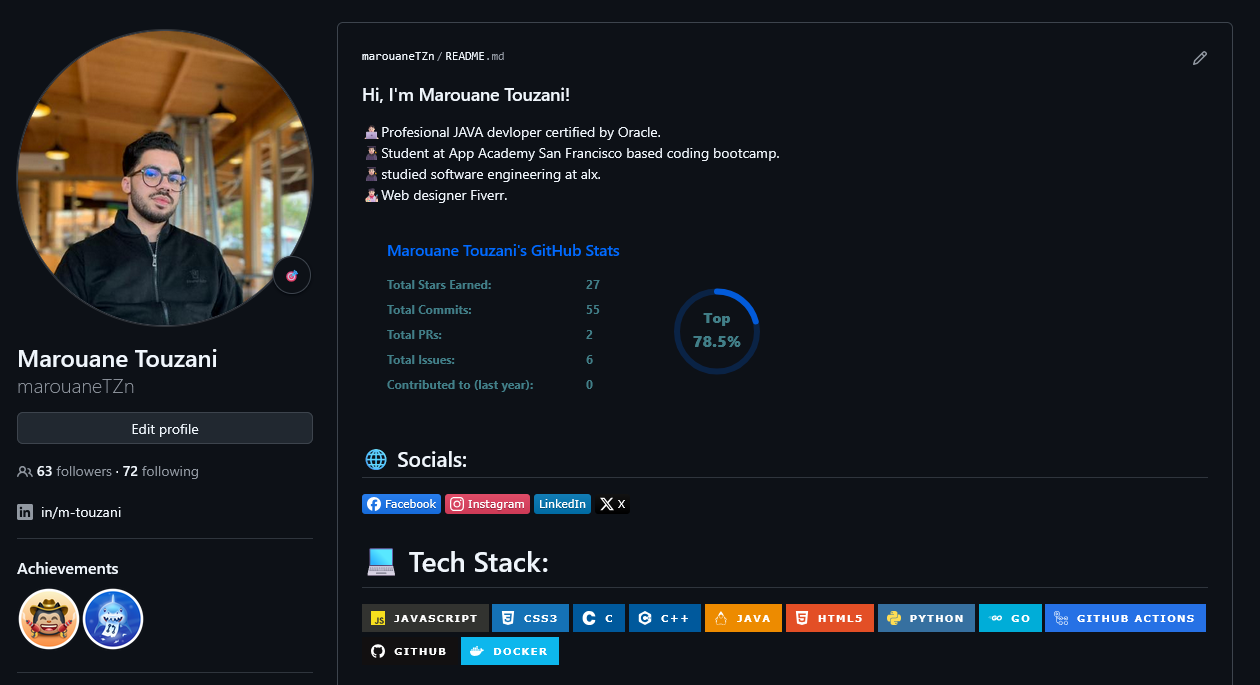 Marouane Touzani
marouaneTZn
Edit profile
63 followers · 72 following
in/m-touzani
Achievements
marouaneTZn / README.md
Hi, I'm Marouane Touzani!
Profesional JAVA devloper certified by Oracle.
Student at App Academy San Francisco based coding bootcamp.
studied software engineering at alx.
Web designer Fiverr.
Marouane Touzani's GitHub Stats
Total Stars Earned: 27
Total Commits: 55
Total PRs: 2
Total Issues: 6
Contributed to (last year): 0
Top
78.5%
Socials:
Facebook Instagram LinkedIn X
Tech Stack:
JS JAVASCRIPT CSS3 C C++ JAVA HTML5 PYTHON GO GITHUB ACTIONS
GITHUB DOCKER